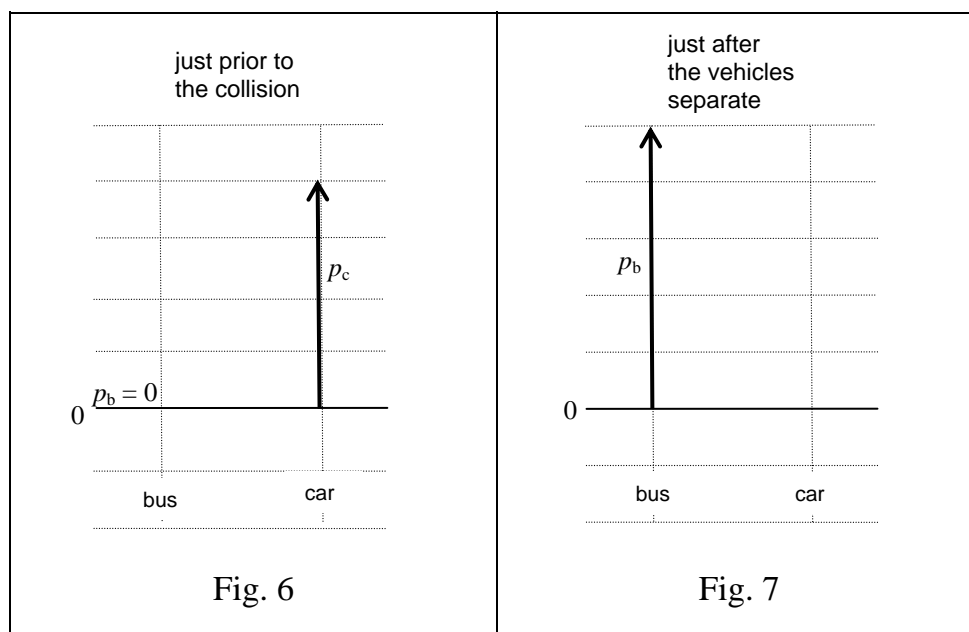 just prior to
the collision
p_c
p_b = 0
0
bus
car
Fig. 6
just after
the vehicles
separate
p_b
0
bus
car
Fig. 7